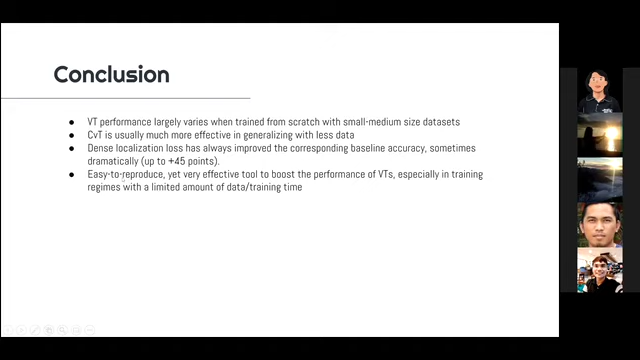 Conclusion
● VT performance largely varies when trained from scratch with small-medium size datasets
● CvT is usually much more effective in generalizing with less data
● Dense localization loss has always improved the corresponding baseline accuracy, sometimes
dramatically (up to +45 points).
● Easy-to-reproduce, yet very effective tool to boost the performance of VTs, especially in training
regimes with a limited amount of data/training time